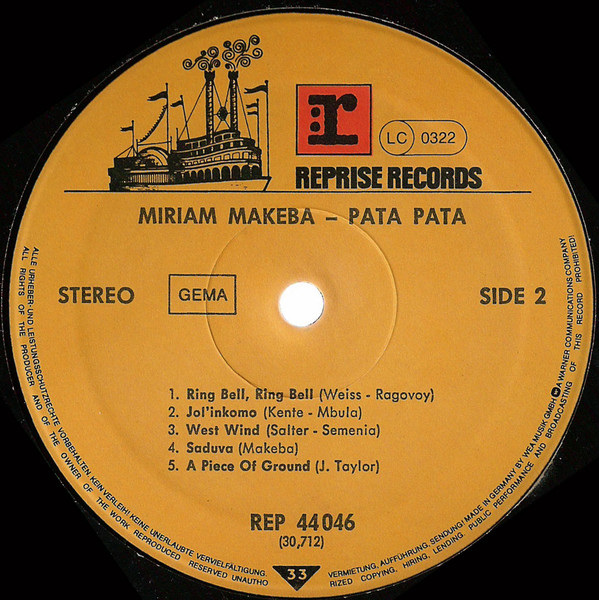 :r
LC 0322
REPRISE RECORDS
MIRIAM MAKEBA – PATA PATA
STEREO
GEMA
SIDE 2
1. Ring Bell, Ring Bell (Weiss - Ragovoy)
2. Jol'inkomo (Kente - Mbula)
3. West Wind (Salter - Semenia)
4. Saduva (Makeba)
5. A Piece Of Ground (J. Taylor)
REP 44 046
(30,712)
33
ALLE URHEBER- UND LEISTUNGSSCHUTZRECHTE VORBEHALTEN. KEIN VERLEIH! KEINE UNERLAUBTE VERVIELFÄLTIGUNG, VERMIETUNG, AUFFÜHRUNG, SENDUNG! MADE IN GERMANY BY WEA MUSIK GMBH A WARNER COMMUNICATIONS COMPANY
ALL RIGHTS OF THE PRODUCER AND OF THE OWNER OF THE WORK REPRODUCED RESERVED UNAUTHO RIZED COPYING, HIRING, LENDING, PUBLIC PERFORMANCE AND BROADCASTING OF THIS RECORD PROHIBITED!